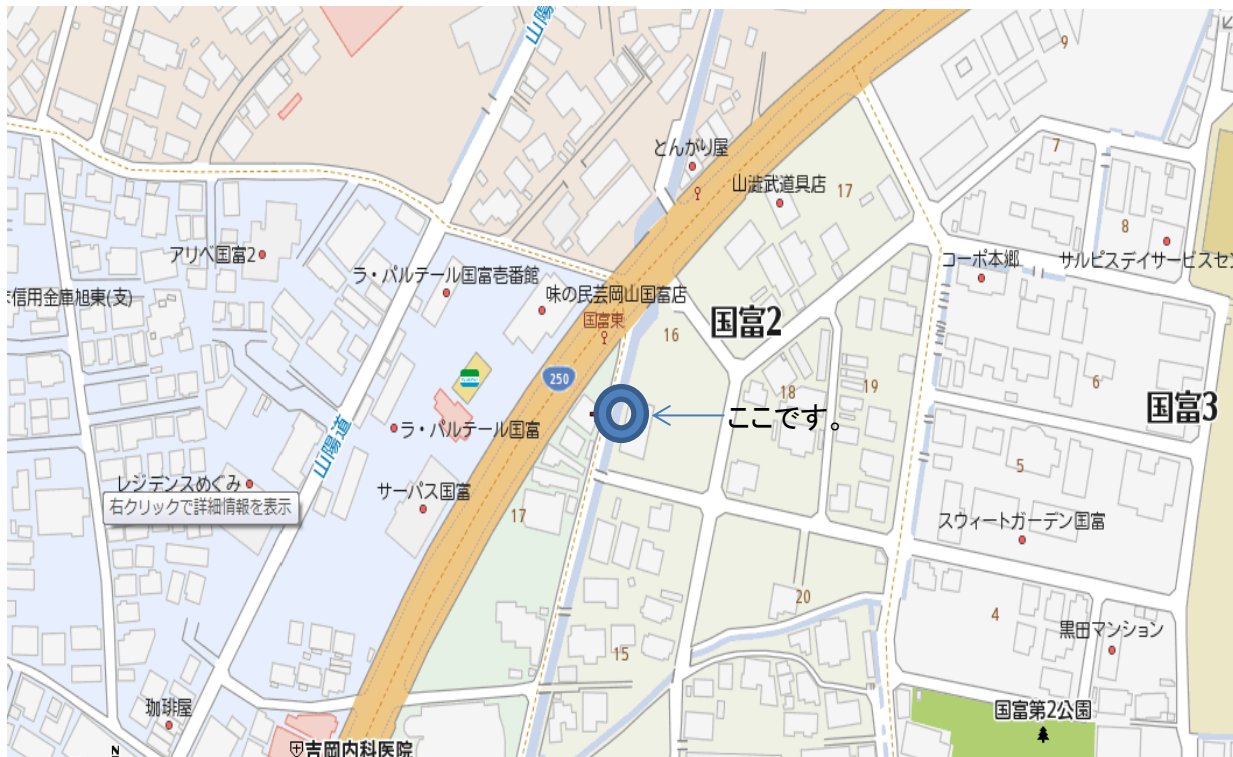 山陽道
9
とんがり屋
7
山澁武道具店
17
8
アリベ国富2
コーポ本郷
サルピスデイサービスセン
ラ・パルテール国富壱番館
信用金庫旭東(支)
味の民芸岡山国富店
国富東
国富2
16
250
18
19
6
国富3
ここです。
ラ・パルテール国富
山陽道
5
レジデンスめぐみ
サーパス国富
右クリックで詳細情報を表示
17
スウィートガーデン国富
20
4
黒田マンション
15
珈琲屋
国富第2公園
N
吉岡内科医院